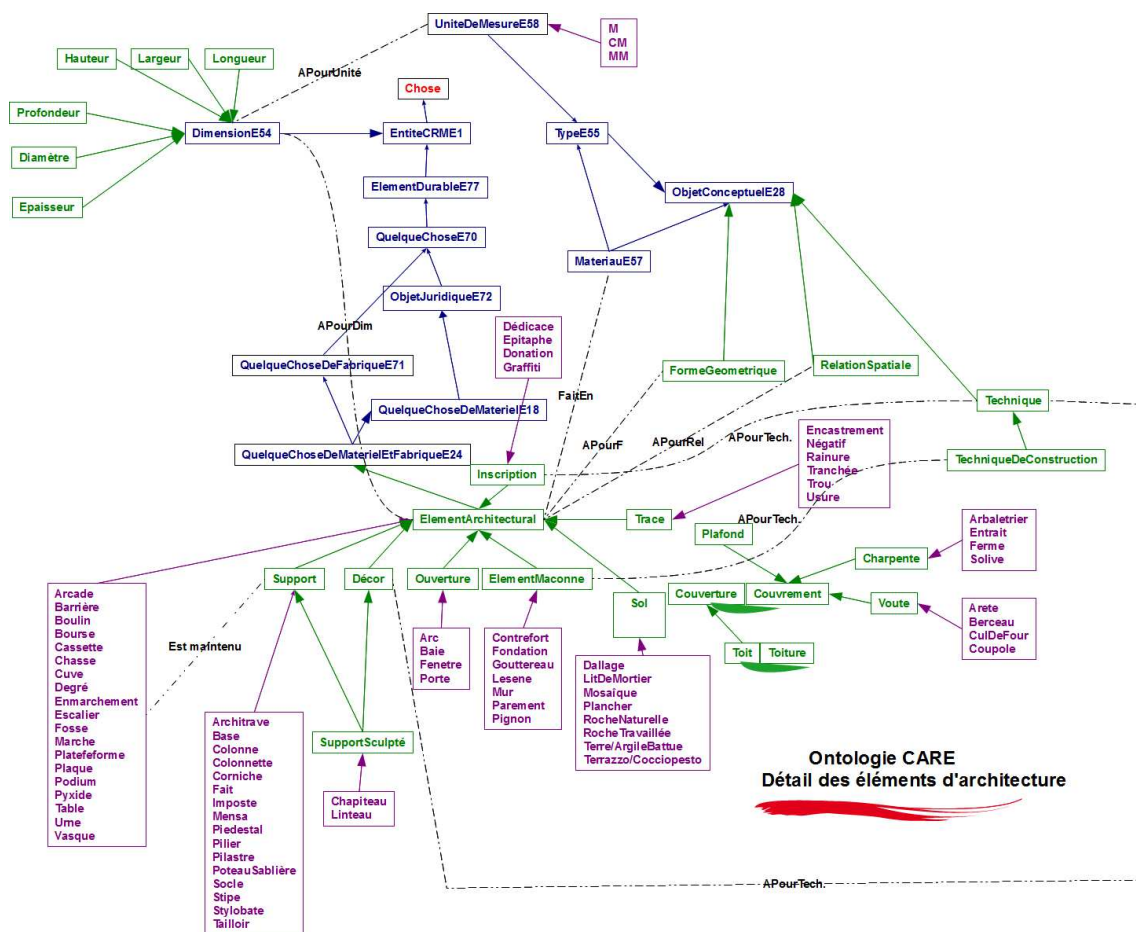 UniteDeMesureE58
M
CM
MM
Hauteur
Largeur
Longueur
APourUnité
Chose
Profondeur
DimensionE54
EntiteCRME1
TypeE55
Diamètre
ElementDurableE77
ObjetConceptuelE28
Epaisseur
QuelqueChoseE70
MateriauE57
ObjetJuridiqueE72
APourDim
Dédicace
Epitaphe
Donation
Graffiti
QuelqueChoseDeFabriqueE71
FormeGeometrique
RelationSpatiale
FaitEn
QuelqueChoseDeMaterielE18
Technique
APourF
APourRel
APourTech.
Encastrement
Négatif
Rainure
Tranchée
Trou
Usure
QuelqueChoseDeMaterielEtFabriqueE24
Inscription
TechniqueDeConstruction
ElementArchitectural
Trace
APourTech.
Plafond
Arbaletrier
Entrait
Ferme
Solive
Charpente
Support
Décor
Ouverture
ElementMaconne
Sol
Couverture
Couvrement
Voute
Arete
Berceau
CulDeFour
Coupole
Arcade
Barrière
Boulin
Bourse
Cassette
Chasse
Cuve
Degré
Enmarchement
Escalier
Fosse
Marche
Platefeforme
Plaque
Podium
Pyxide
Table
Urne
Vasque
Est maintenu
Arc
Baie
Fenetre
Porte
Contrefort
Fondation
Gouttereau
Lesene
Mur
Parement
Pignon
Toit
Toiture
Dallage
LitDeMortier
Mosaique
Plancher
RocheNaturelle
RocheTravaillée
Terre/ArgileBattue
Terrazzo/Cocciopesto
Architrave
Base
Colonne
Colonnette
Corniche
Fait
Imposte
Mensa
Piedestal
Pilier
Pilastre
PoteauSablière
Socle
Stipe
Stylobate
Tailloir
SupportSculpté
Chapiteau
Linteau
Ontologie CARE
Détail des éléments d'architecture
APourTech.